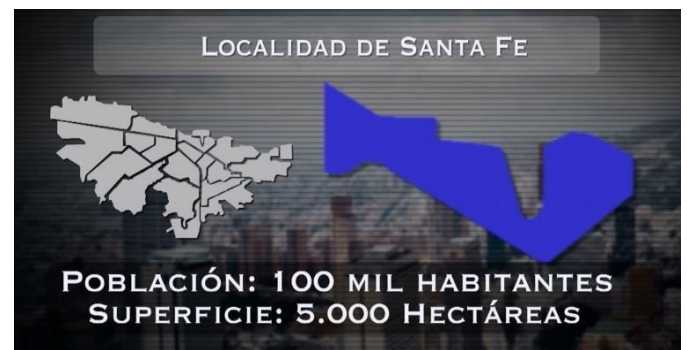 Localidad de Santa Fe
Población: 100 mil habitantes
Superficie: 5.000 Hectáreas